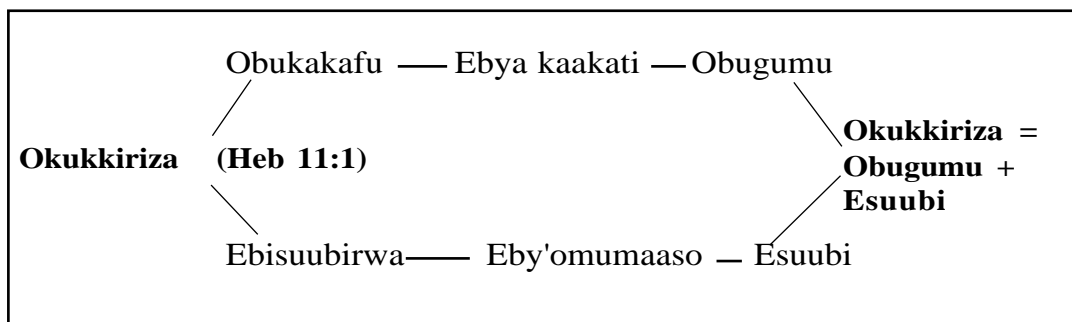 Obukakafu — Ebya kaakati — Obugumu
Okukkiriza (Heb 11:1)
Okukkiriza =
Obugumu +
Esuubi
Ebisuubirwa — Eby'omumaaso — Esuubi